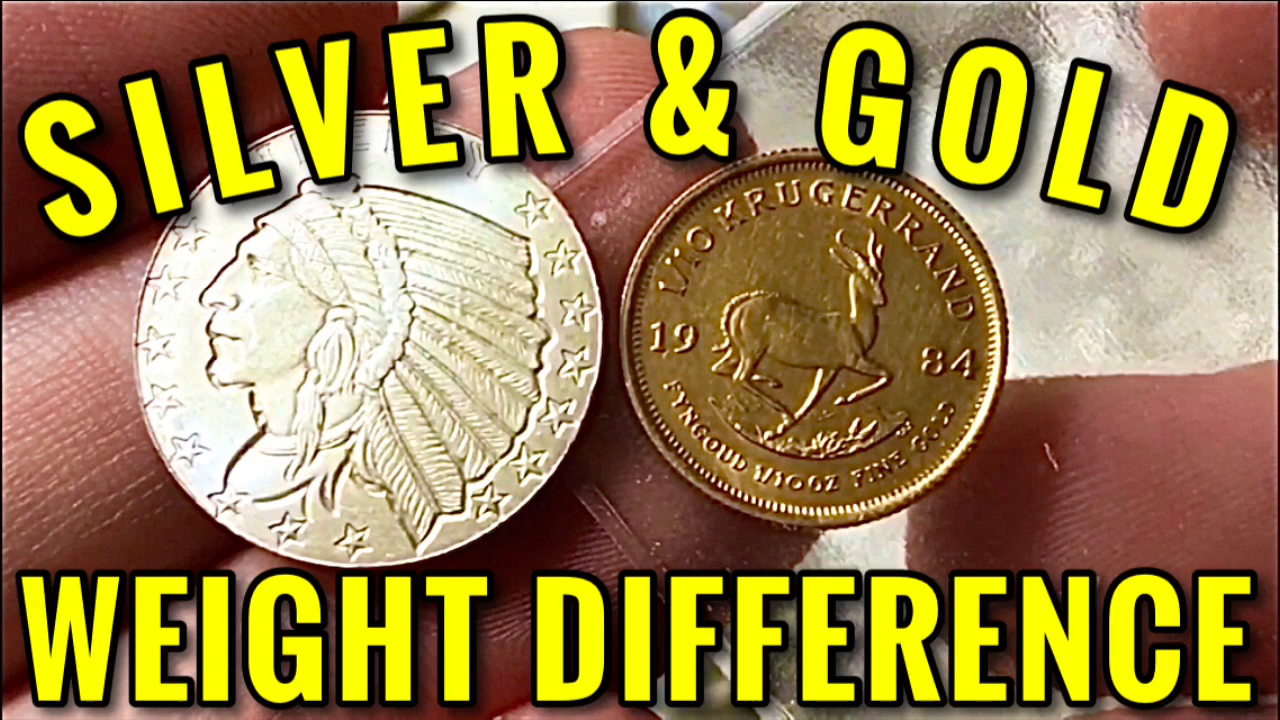 SILVER & GOLD
1/10 KRUGERRAND
19 84
FYNGOUD 1/10 OZ FINE GOLD
WEIGHT DIFFERENCE